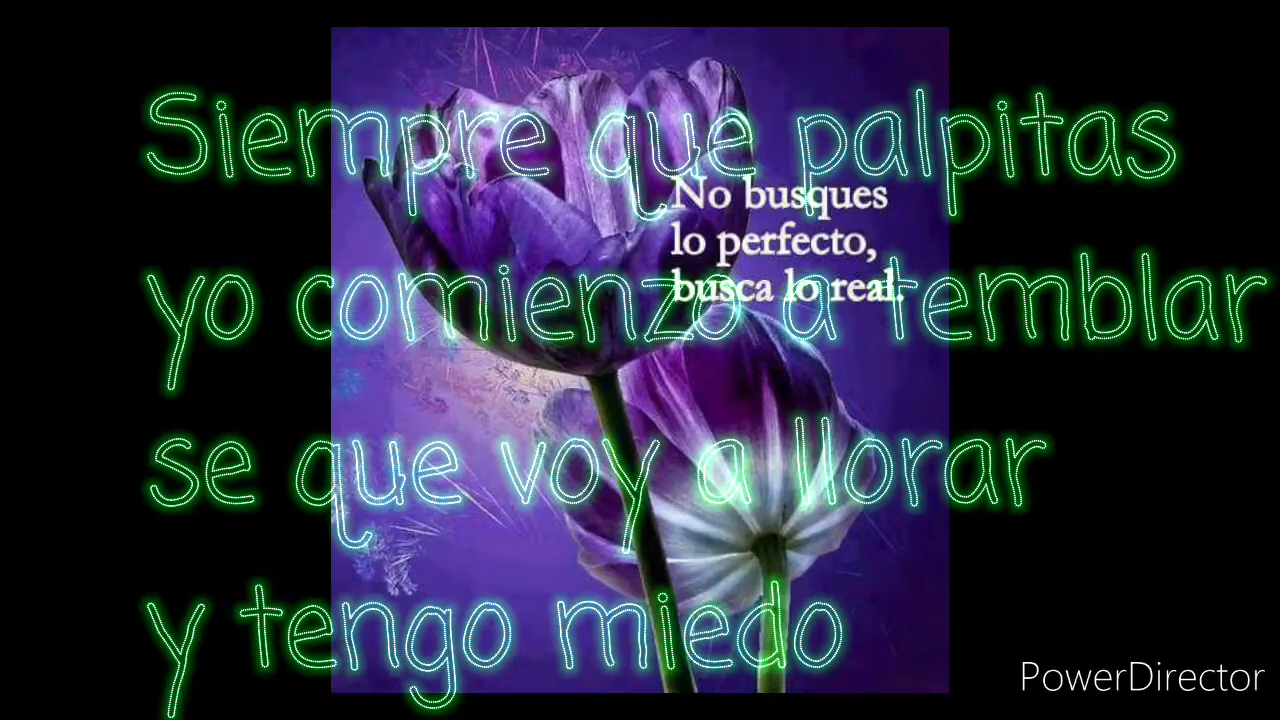 Siempre que palpitas
No busques
lo perfecto,
busca lo real.
yo comienzo a temblar
se que voy a llorar
y tengo miedo
PowerDirector